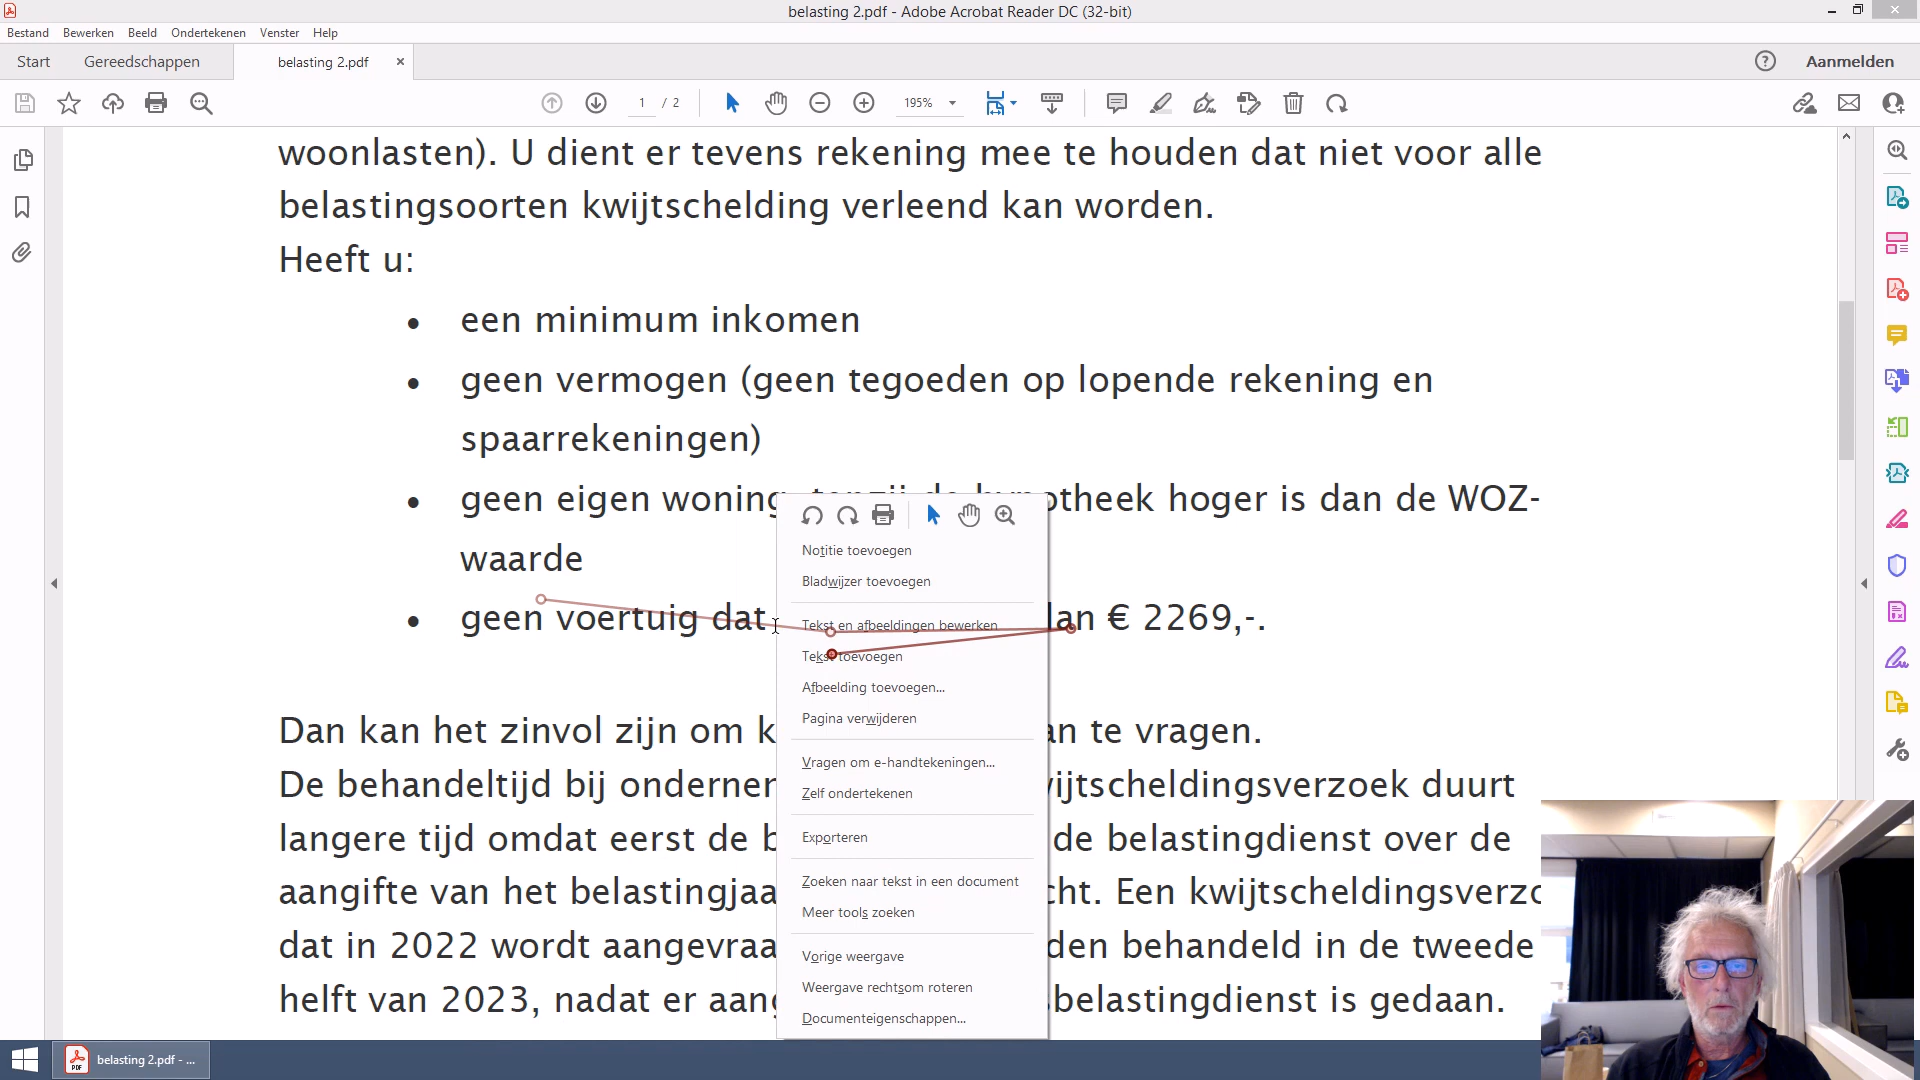 belasting 2.pdf - Adobe Acrobat Reader DC (32-bit)
Bestand Bewerken Beeld Ondertekenen Venster Help
Start Gereedschappen belasting 2.pdf Aanmelden
1 / 2 195%
woonlasten). U dient er tevens rekening mee te houden dat niet voor alle
belastingsoorten kwijtschelding verleend kan worden.
Heeft u:
• een minimum inkomen
• geen vermogen (geen tegoeden op lopende rekening en
spaarrekeningen)
• geen eigen woning, tenzij de hypotheek hoger is dan de WOZ-
waarde
• geen voertuig dat dan € 2269,-.
Dan kan het zinvol zijn om k an te vragen.
De behandeltijd bij onderner ijtscheldingsverzoek duurt
langere tijd omdat eerst de b de belastingdienst over de
aangifte van het belastingjaa cht. Een kwijtscheldingsverzo
dat in 2022 wordt aangevraa den behandeld in de tweede
helft van 2023, nadat er aang sbelastingdienst is gedaan.
Notitie toevoegen
Bladwijzer toevoegen
Tekst en afbeeldingen bewerken
Tekst toevoegen
Afbeelding toevoegen...
Pagina verwijderen
Vragen om e-handtekeningen...
Zelf ondertekenen
Exporteren
Zoeken naar tekst in een document
Meer tools zoeken
Vorige weergave
Weergave rechtsom roteren
Documenteigenschappen...
belasting 2.pdf - ...